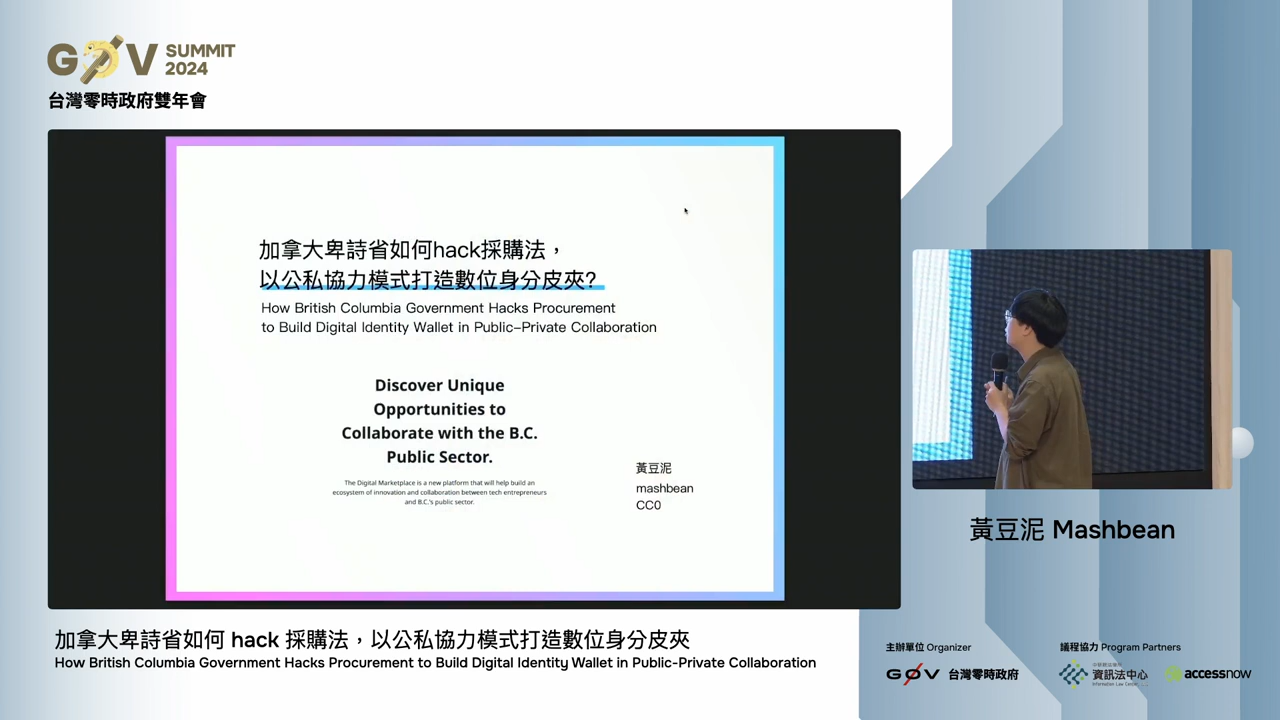 G0V SUMMIT 2024
台灣零時政府雙年會
加拿大卑詩省如何hack採購法，
以公私協力模式打造數位身分皮夾?
How British Columbia Government Hacks Procurement
to Build Digital Identity Wallet in Public-Private Collaboration
Discover Unique
Opportunities to
Collaborate with the B.C.
Public Sector.
The Digital Marketplace is a new platform that will help build an
ecosystem of innovation and collaboration between tech entrepreneurs
and B.C.'s public sector.
黃豆泥
mashbean
CC0
黃豆泥 Mashbean
加拿大卑詩省如何 hack 採購法，以公私協力模式打造數位身分皮夾
How British Columbia Government Hacks Procurement to Build Digital Identity Wallet in Public-Private Collaboration
主辦單位 Organizer
議程協力 Program Partners
G0V 台灣零時政府
資訊法中心
Information Law Center
accessnow